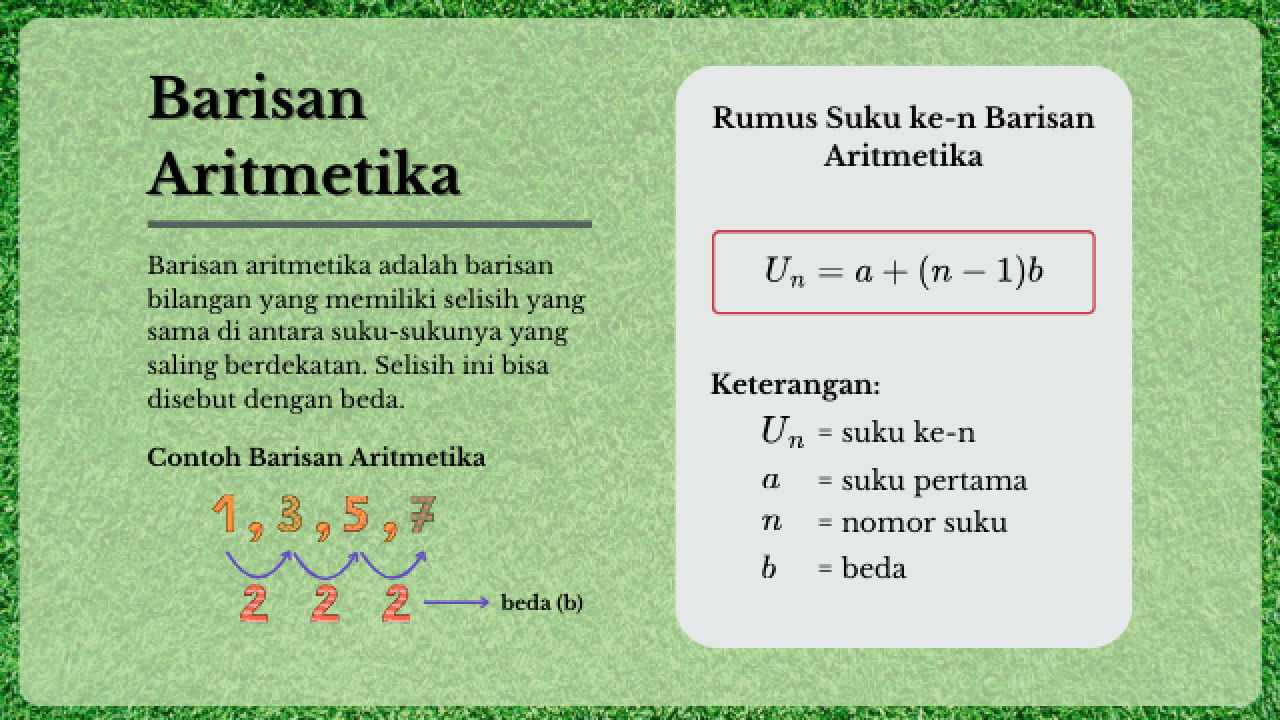 Barisan
Aritmetika
Barisan aritmetika adalah barisan
bilangan yang memiliki selisih yang
sama di antara suku-sukunya yang
saling berdekatan. Selisih ini bisa
disebut dengan beda.
Contoh Barisan Aritmetika
1, 3, 5, 7
2 2 2 beda (b)
Rumus Suku ke-n Barisan
Aritmetika
Uₙ = a + (n − 1)b
Keterangan:
Uₙ = suku ke-n
a = suku pertama
n = nomor suku
b = beda